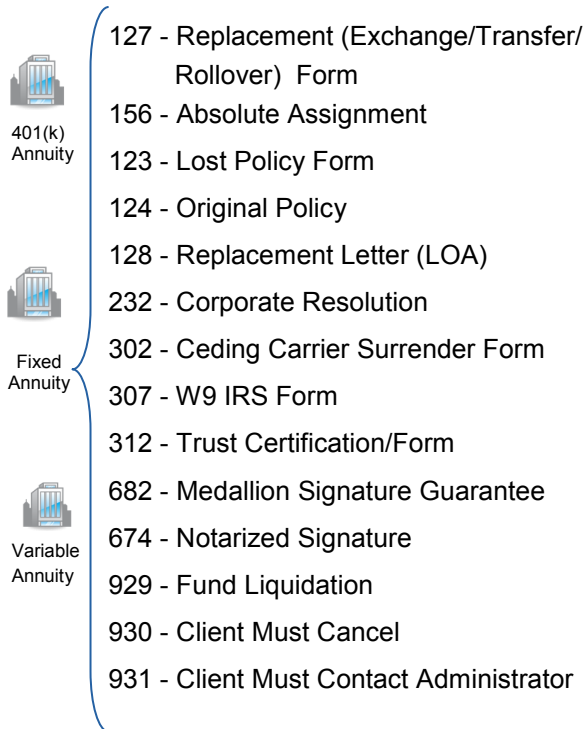 401(k)
Annuity
Fixed
Annuity
Variable
Annuity
127 - Replacement (Exchange/Transfer/
Rollover) Form
156 - Absolute Assignment
123 - Lost Policy Form
124 - Original Policy
128 - Replacement Letter (LOA)
232 - Corporate Resolution
302 - Ceding Carrier Surrender Form
307 - W9 IRS Form
312 - Trust Certification/Form
682 - Medallion Signature Guarantee
674 - Notarized Signature
929 - Fund Liquidation
930 - Client Must Cancel
931 - Client Must Contact Administrator